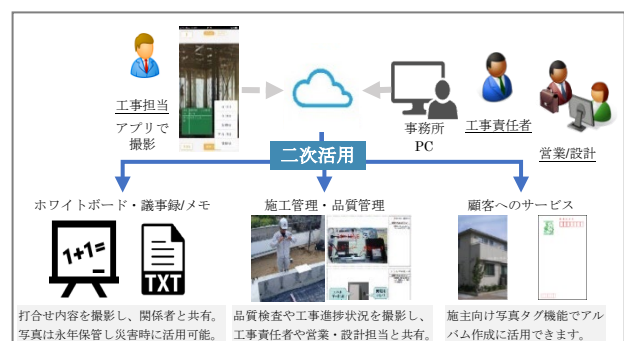 工事担当
アプリで
撮影
事務所
PC
工事責任者
営業/設計
二次活用
ホワイトボード・議事録/メモ
施工管理・品質管理
顧客へのサービス
1+1=
TXT
打合せ内容を撮影し、関係者と共有。
写真は永年保管し災害時に活用可能。
品質検査や工事進捗状況を撮影し、
工事責任者や営業・設計担当と共有。
施主向け写真タグ機能でアル
バム作成に活用できます。